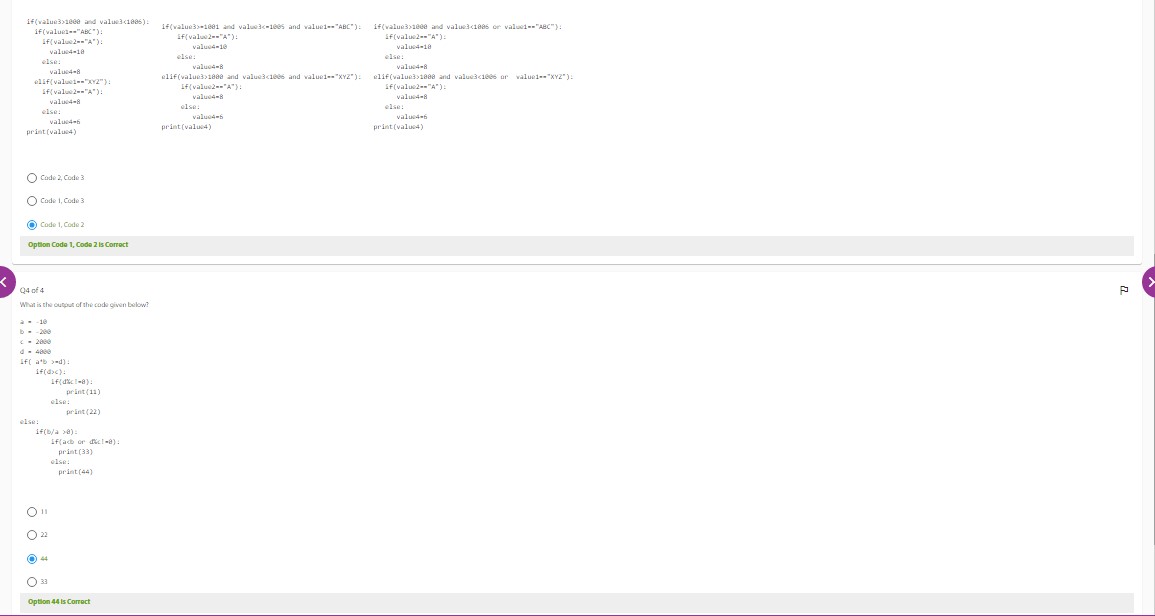 if(value3>1000 and value3<1006):
if(value1=="ABC"):
if(value2=="A"):
value4=10
else:
value4=8
elif(value1=="XYZ"):
if(value2=="A"):
value4=8
else:
value4=6
print(value4)
if(value3>=1001 and value3<=1005 and value1=="ABC"):
if(value2=="A"):
value4=10
else:
value4=8
elif(value3>1000 and value3<1006 and value1=="XYZ"):
if(value2=="A"):
value4=8
else:
value4=6
print(value4)
if(value3>1000 and value3<1006 or value1=="ABC"):
if(value2=="A"):
value4=10
else:
value4=8
elif(value3>1000 and value3<1006 or value1=="XYZ"):
if(value2=="A"):
value4=8
else:
value4=6
print(value4)
Code 2, Code 3
Code 1, Code 3
Code 1, Code 2
Option Code 1, Code 2 is Correct
Q4 of 4
What is the output of the code given below?
a = -10
b = -200
c = 2000
d = 4000
if( a*b >=d):
if(d>c):
if(d%c!=0):
print(11)
else:
print(22)
else:
if(b/a >0):
if(a<b or d%c!=0):
print(33)
else:
print(44)
11
22
44
33
Option 44 is Correct